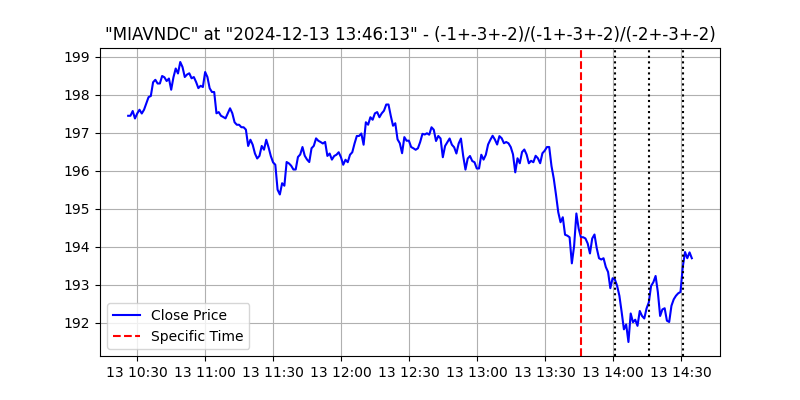 "MIAVNDC" at "2024-12-13 13:46:13" - (-1+-3+-2)/(-1+-3+-2)/(-2+-3+-2)
199
198
197
196
195
194
193
192
Close Price
Specific Time
13 10:30 13 11:00 13 11:30 13 12:00 13 12:30 13 13:00 13 13:30 13 14:00 13 14:30